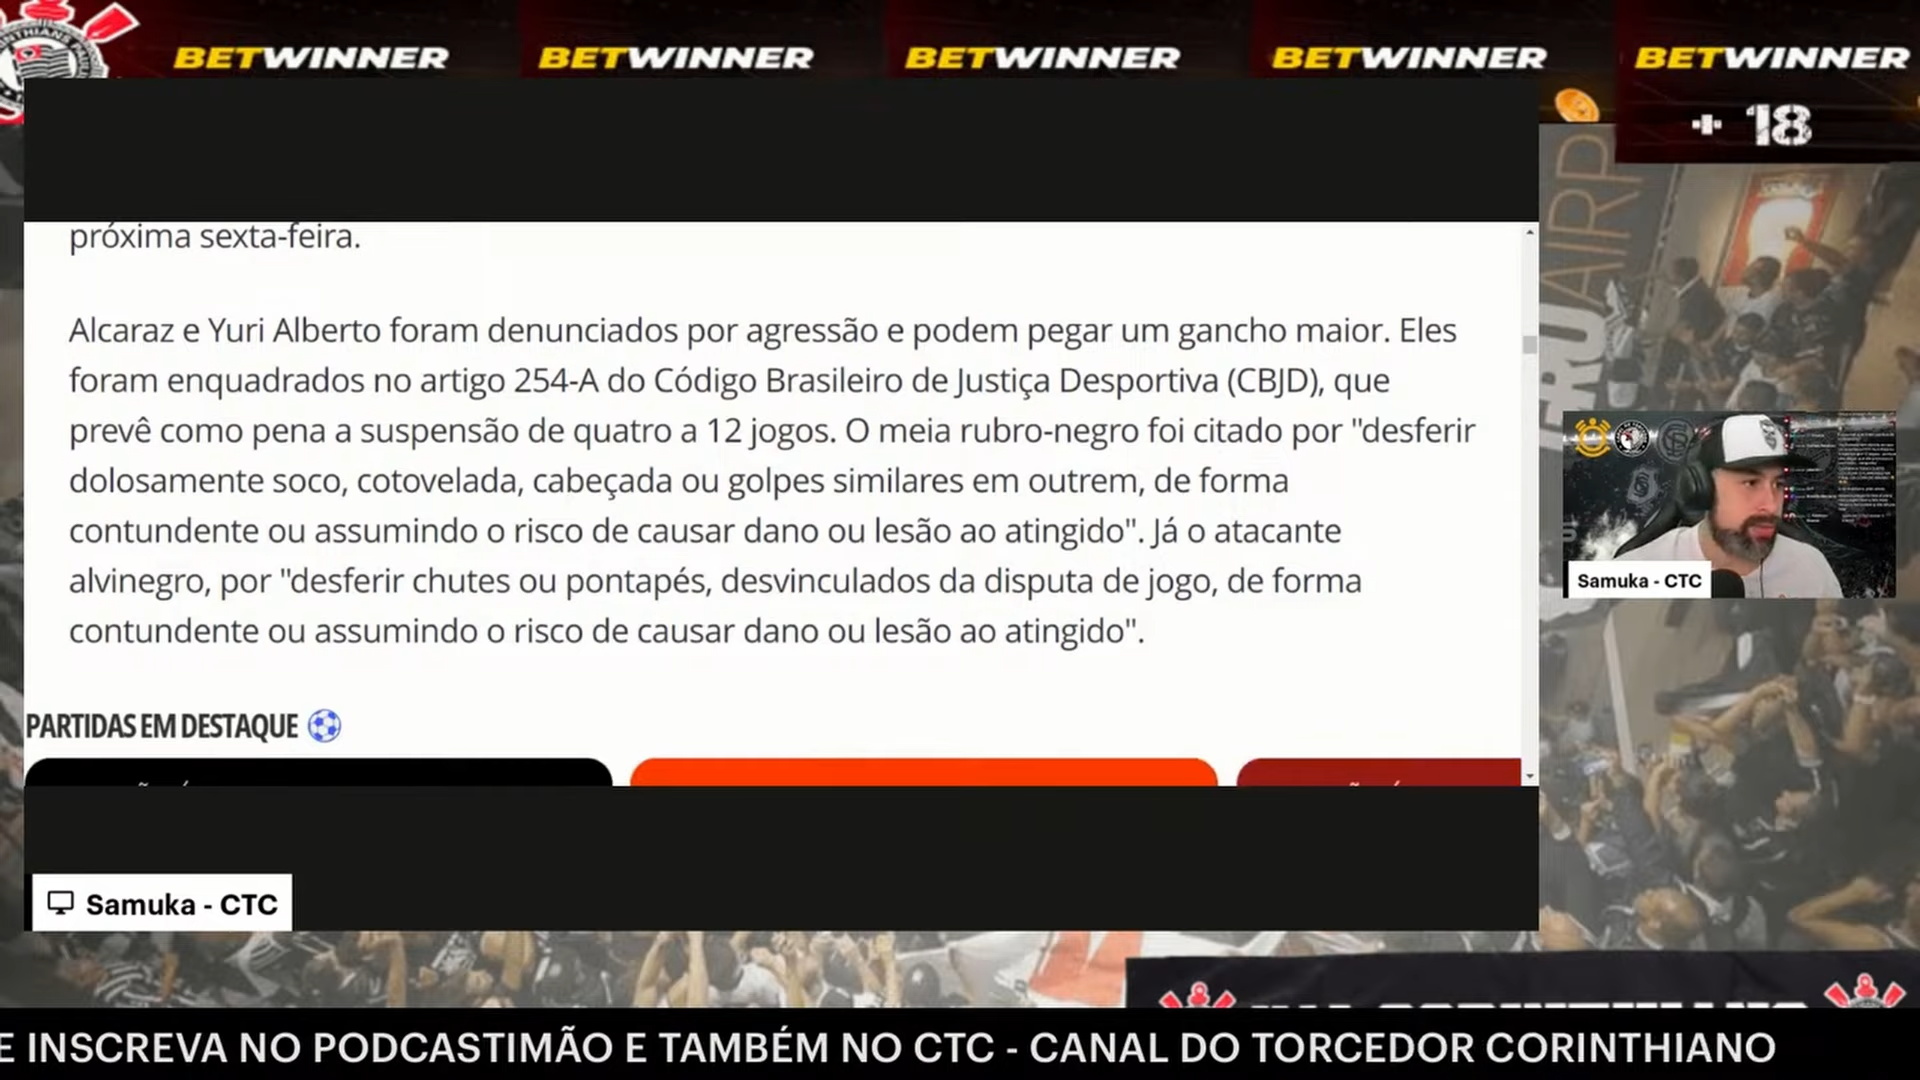 BETWINNER BETWINNER BETWINNER BETWINNER BETWINNER
+ 18
próxima sexta-feira.
Alcaraz e Yuri Alberto foram denunciados por agressão e podem pegar um gancho maior. Eles
foram enquadrados no artigo 254-A do Código Brasileiro de Justiça Desportiva (CBJD), que
prevê como pena a suspensão de quatro a 12 jogos. O meia rubro-negro foi citado por "desferir
dolosamente soco, cotovelada, cabeçada ou golpes similares em outrem, de forma
contundente ou assumindo o risco de causar dano ou lesão ao atingido". Já o atacante
alvinegro, por "desferir chutes ou pontapés, desvinculados da disputa de jogo, de forma
contundente ou assumindo o risco de causar dano ou lesão ao atingido".
PARTIDAS EM DESTAQUE
Samuka - CTC
Samuka - CTC
E INSCREVA NO PODCASTIMÃO E TAMBÉM NO CTC - CANAL DO TORCEDOR CORINTHIANO